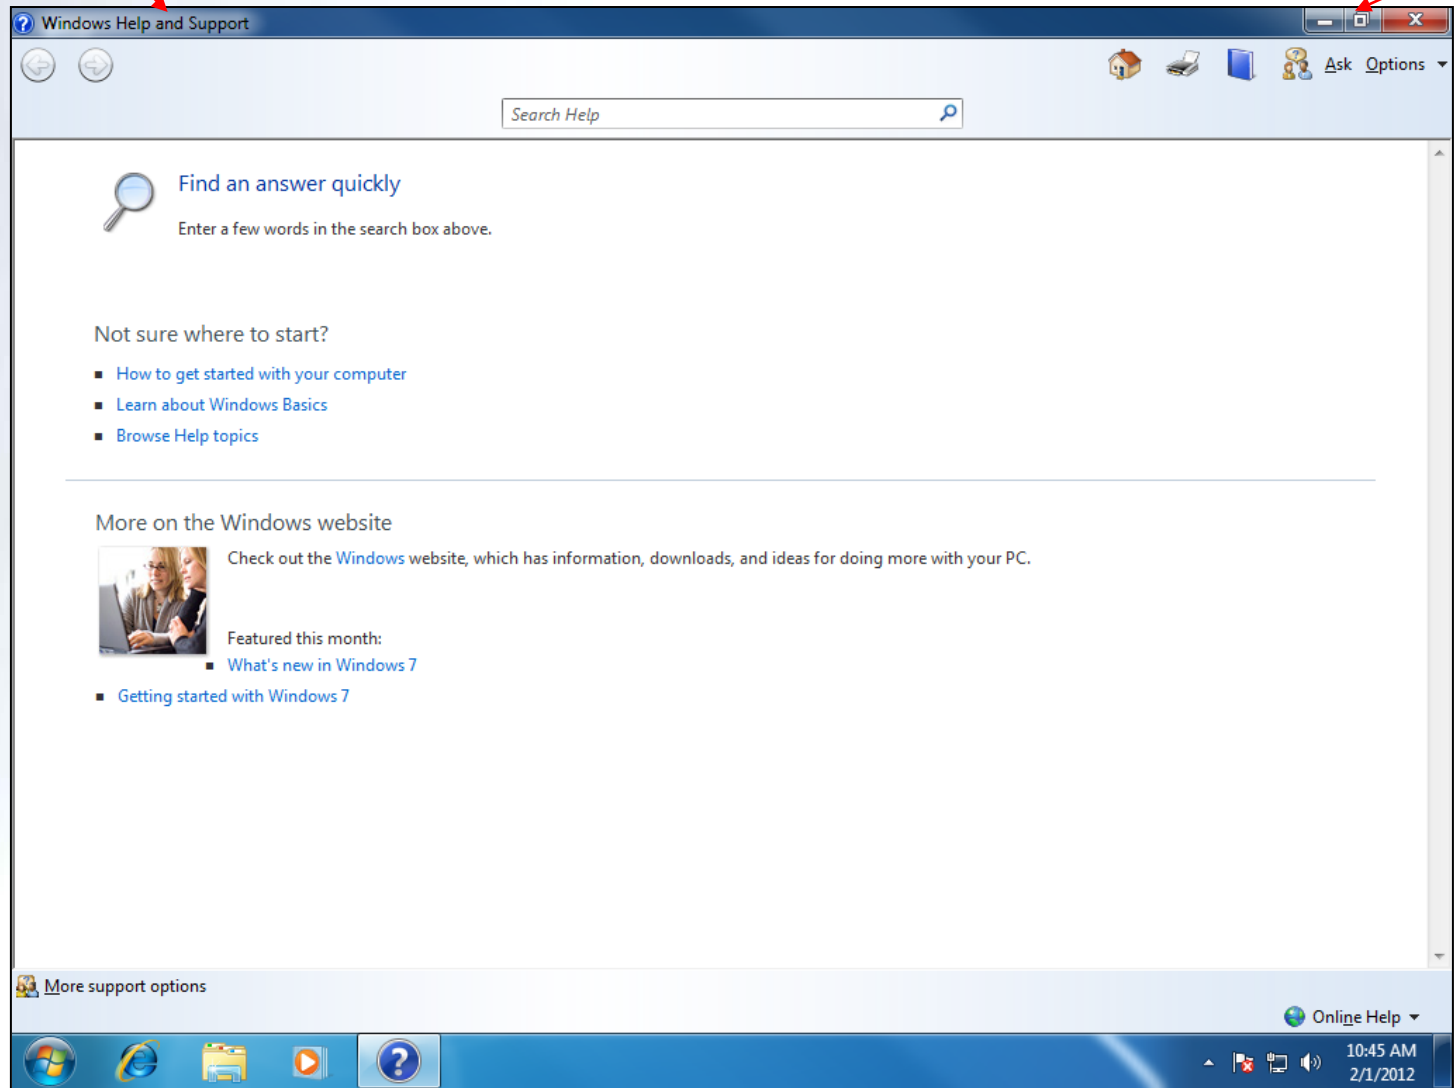 Windows Help and Support
Ask Options
Search Help
Find an answer quickly
Enter a few words in the search box above.
Not sure where to start?
How to get started with your computer
Learn about Windows Basics
Browse Help topics
More on the Windows website
Check out the Windows website, which has information, downloads, and ideas for doing more with your PC.
Featured this month:
What's new in Windows 7
Getting started with Windows 7
More support options
Online Help
10:45 AM
2/1/2012